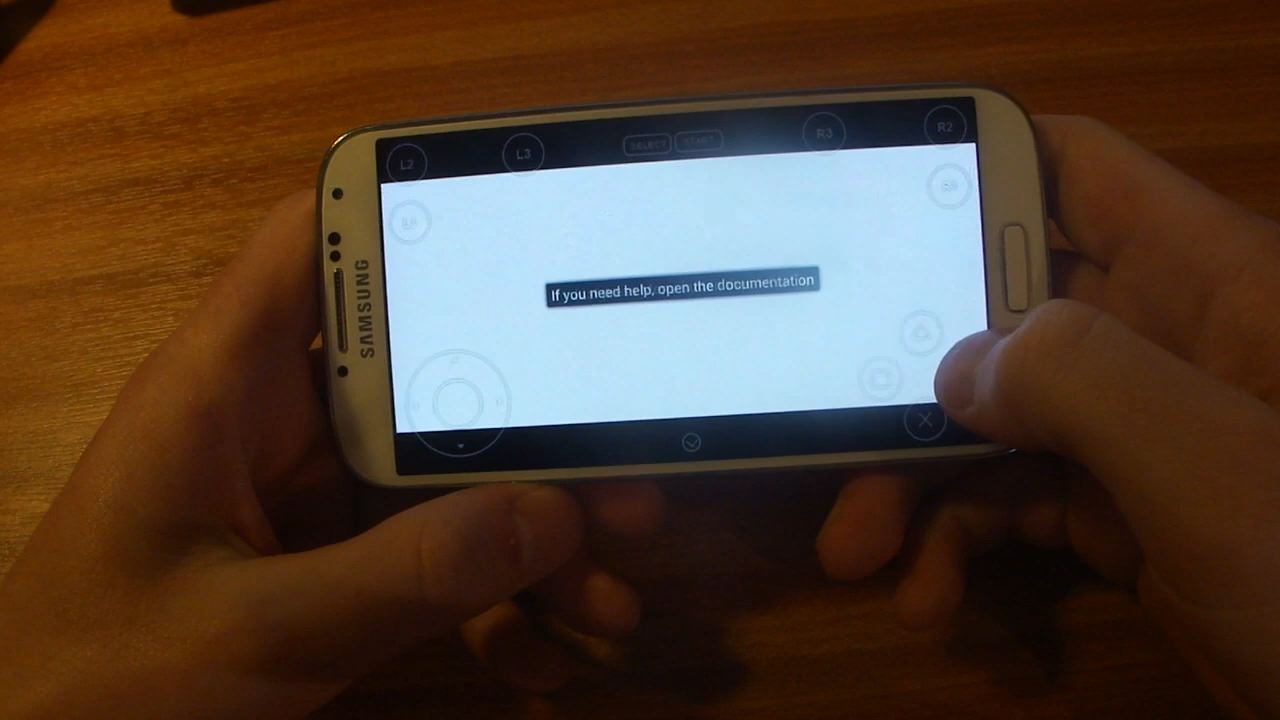 L2
L3
SELECT
START
R3
R2
SAMSUNG
If you need help, open the documentation